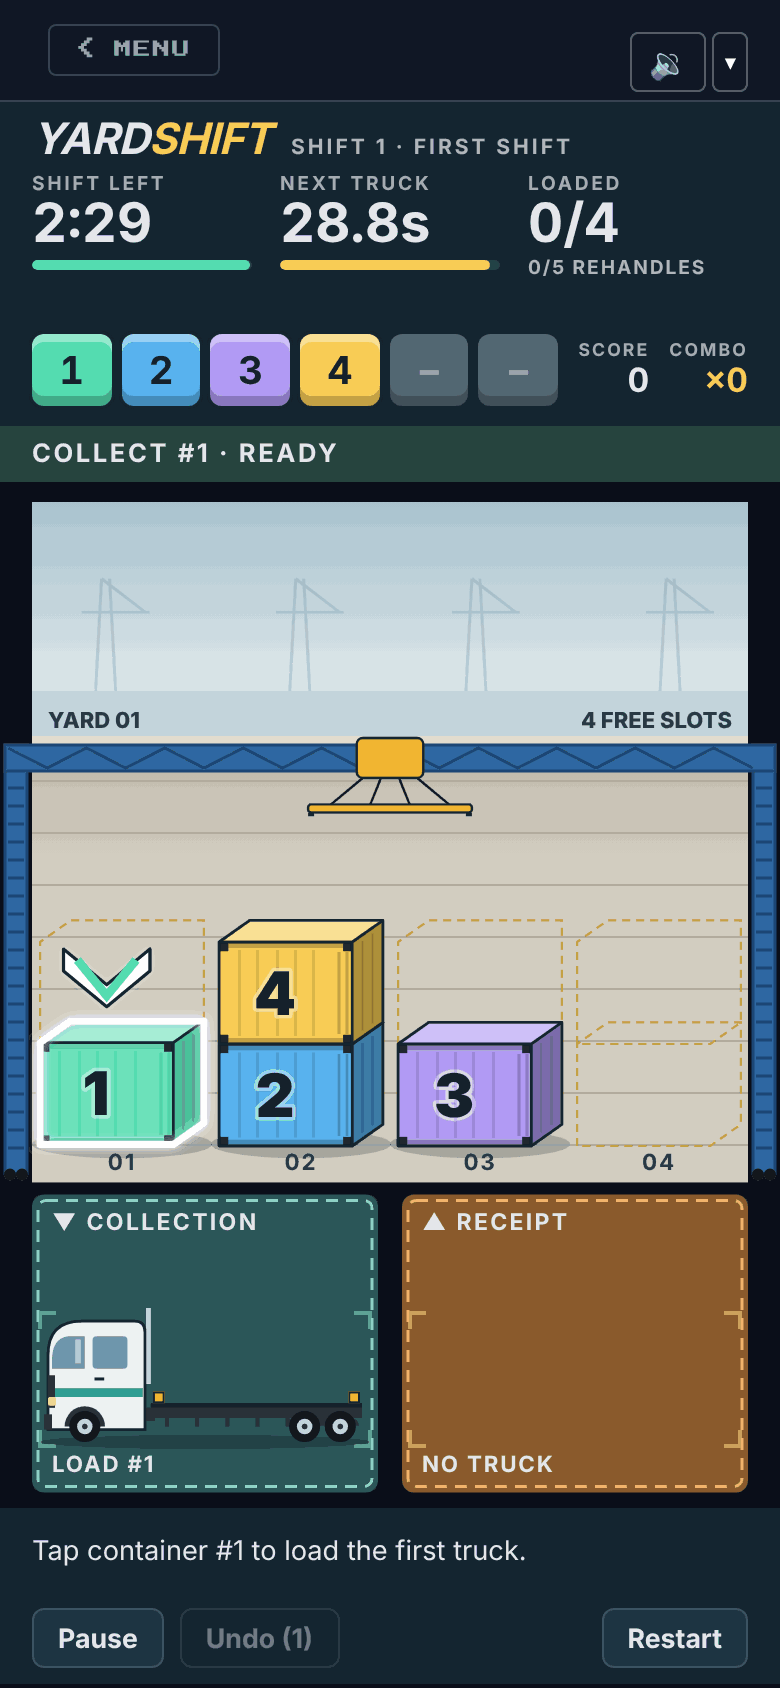 MENU
YARDSHIFT SHIFT 1 · FIRST SHIFT
SHIFT LEFT NEXT TRUCK LOADED
2:29 28.8s 0/4
0/5 REHANDLES
1 2 3 4 – –
SCORE COMBO
0 ×0
COLLECT #1 · READY
YARD 01 4 FREE SLOTS
4
1 2 3
01 02 03 04
▼ COLLECTION ▲ RECEIPT
LOAD #1 NO TRUCK
Tap container #1 to load the first truck.
Pause Undo (1) Restart